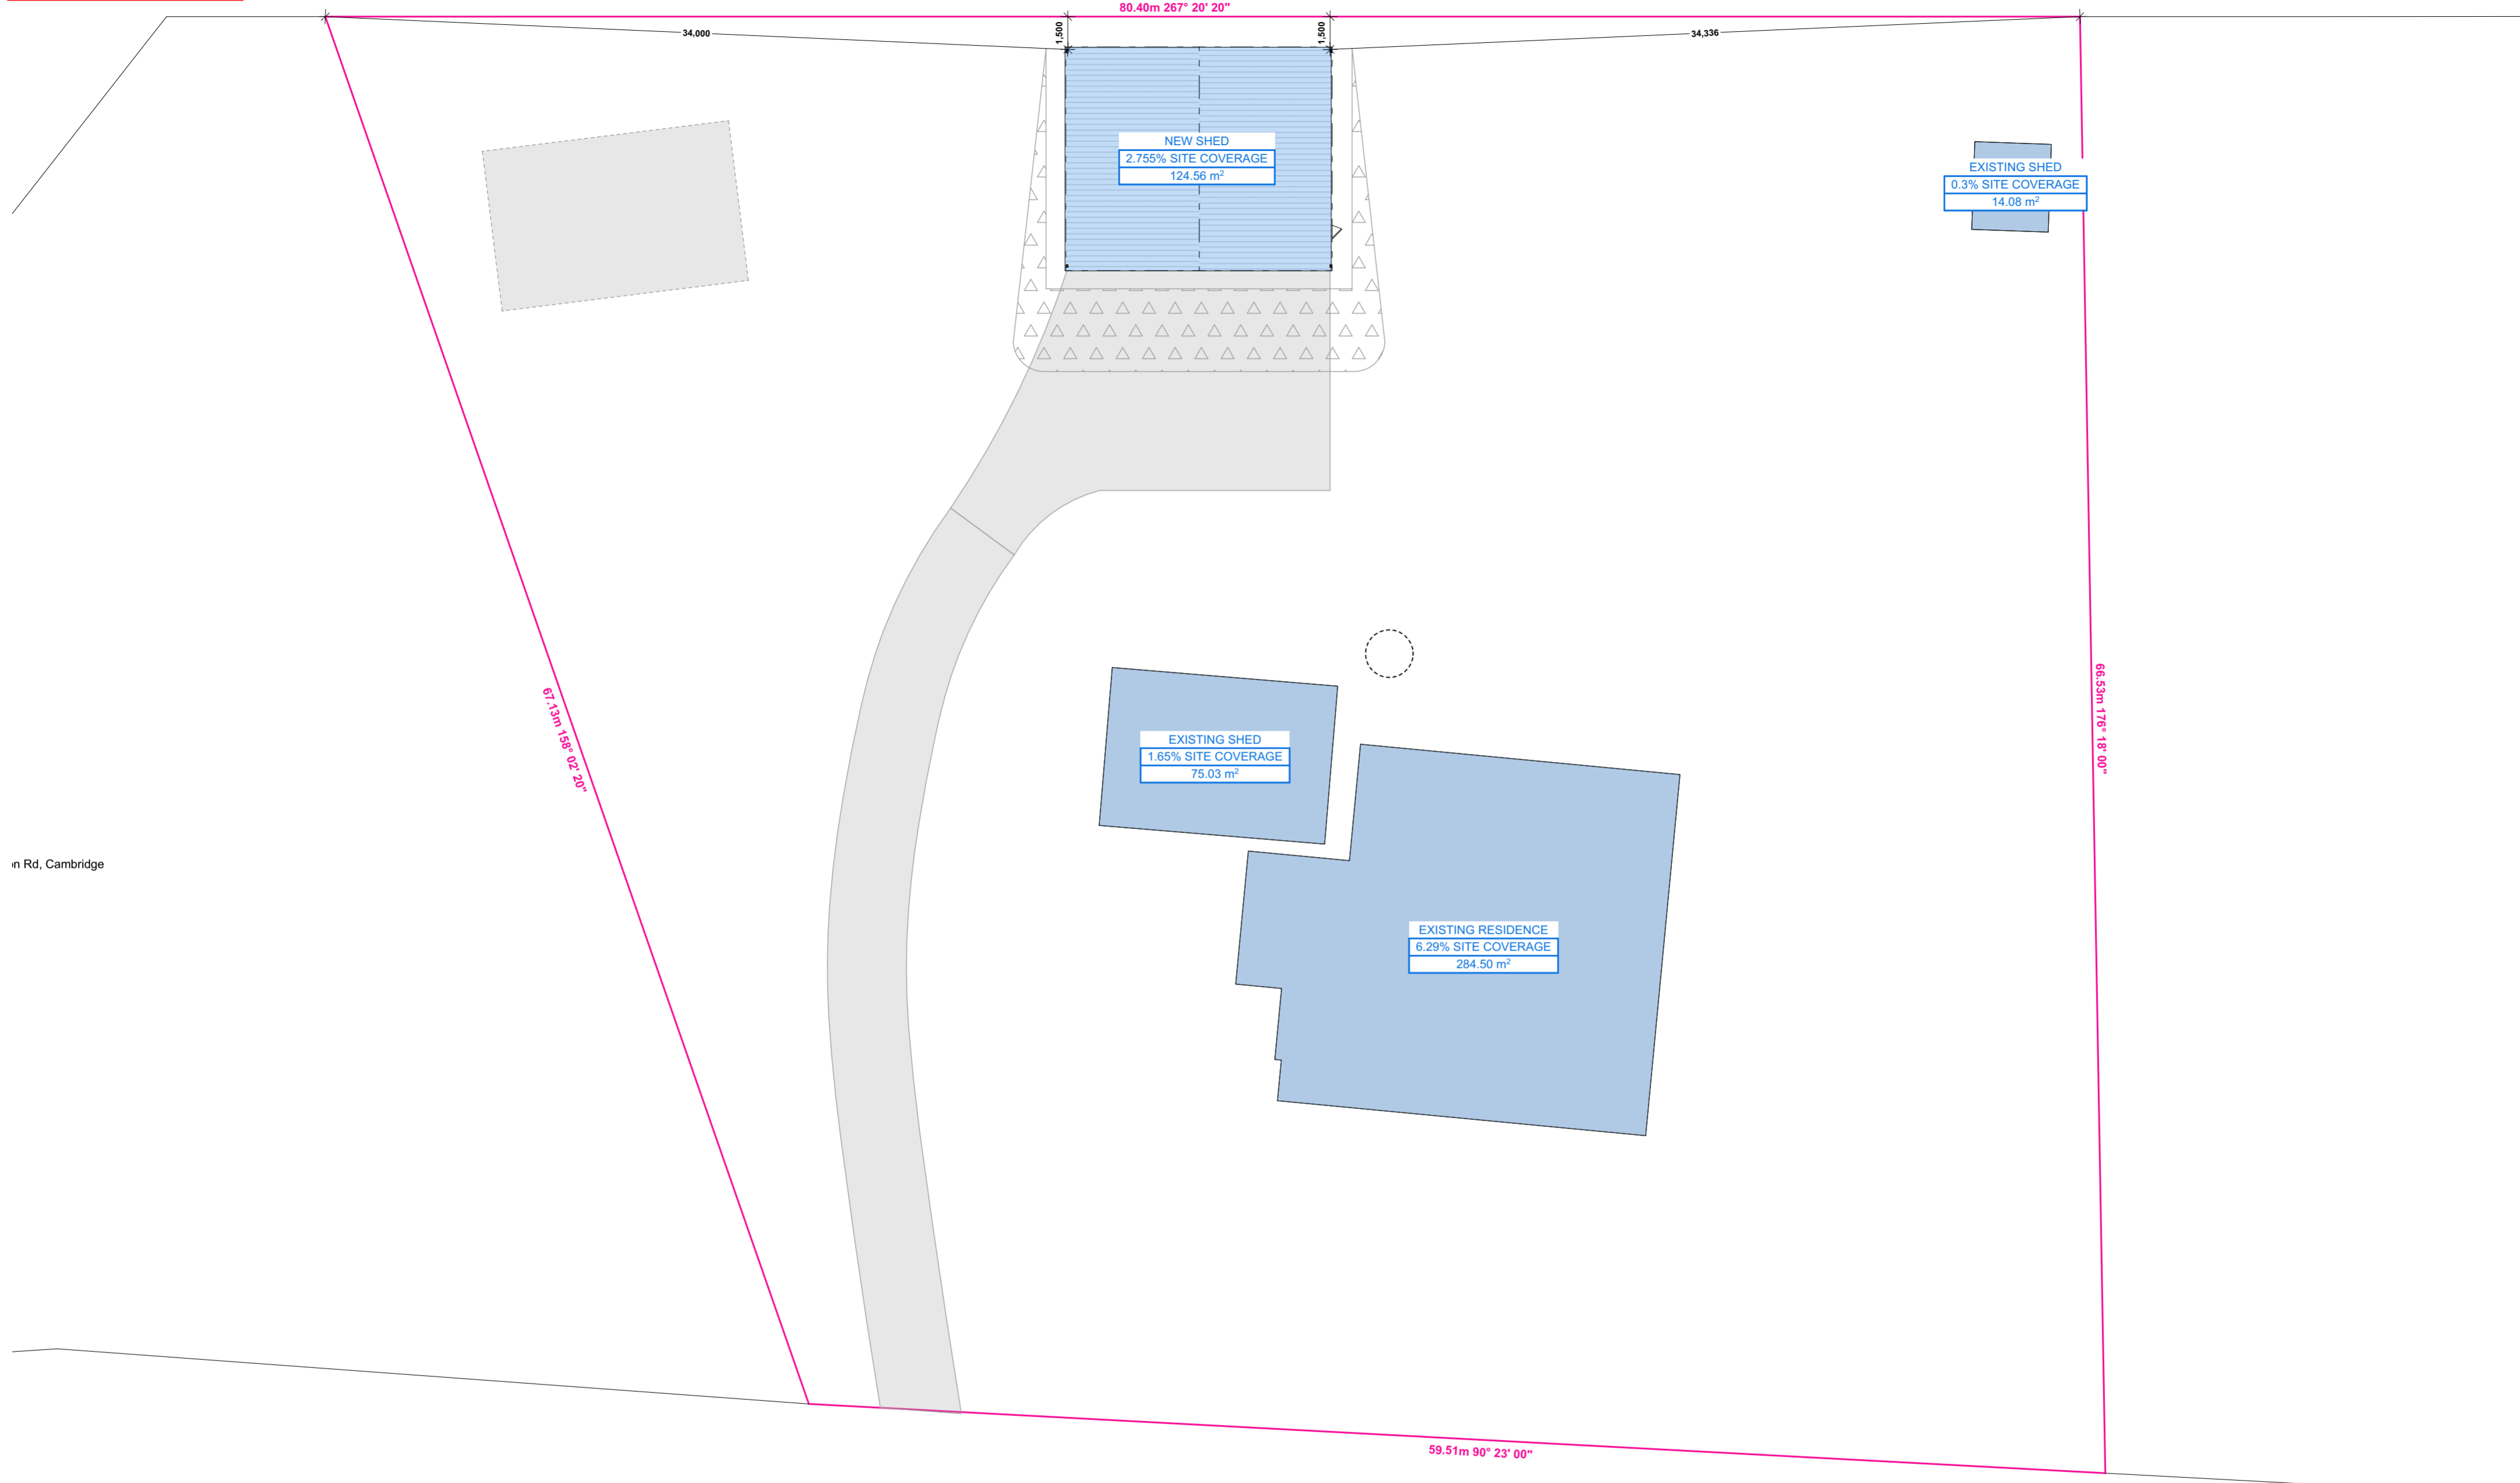 80.40m 267° 20' 20"
34,000
1,500
1,500
34,336
NEW SHED
2.755% SITE COVERAGE
124.56 m²
EXISTING SHED
0.3% SITE COVERAGE
14.08 m²
67.13m 158° 02' 20"
66.53m 176° 18' 00"
EXISTING SHED
1.65% SITE COVERAGE
75.03 m²
n Rd, Cambridge
EXISTING RESIDENCE
6.29% SITE COVERAGE
284.50 m²
59.51m 90° 23' 00"